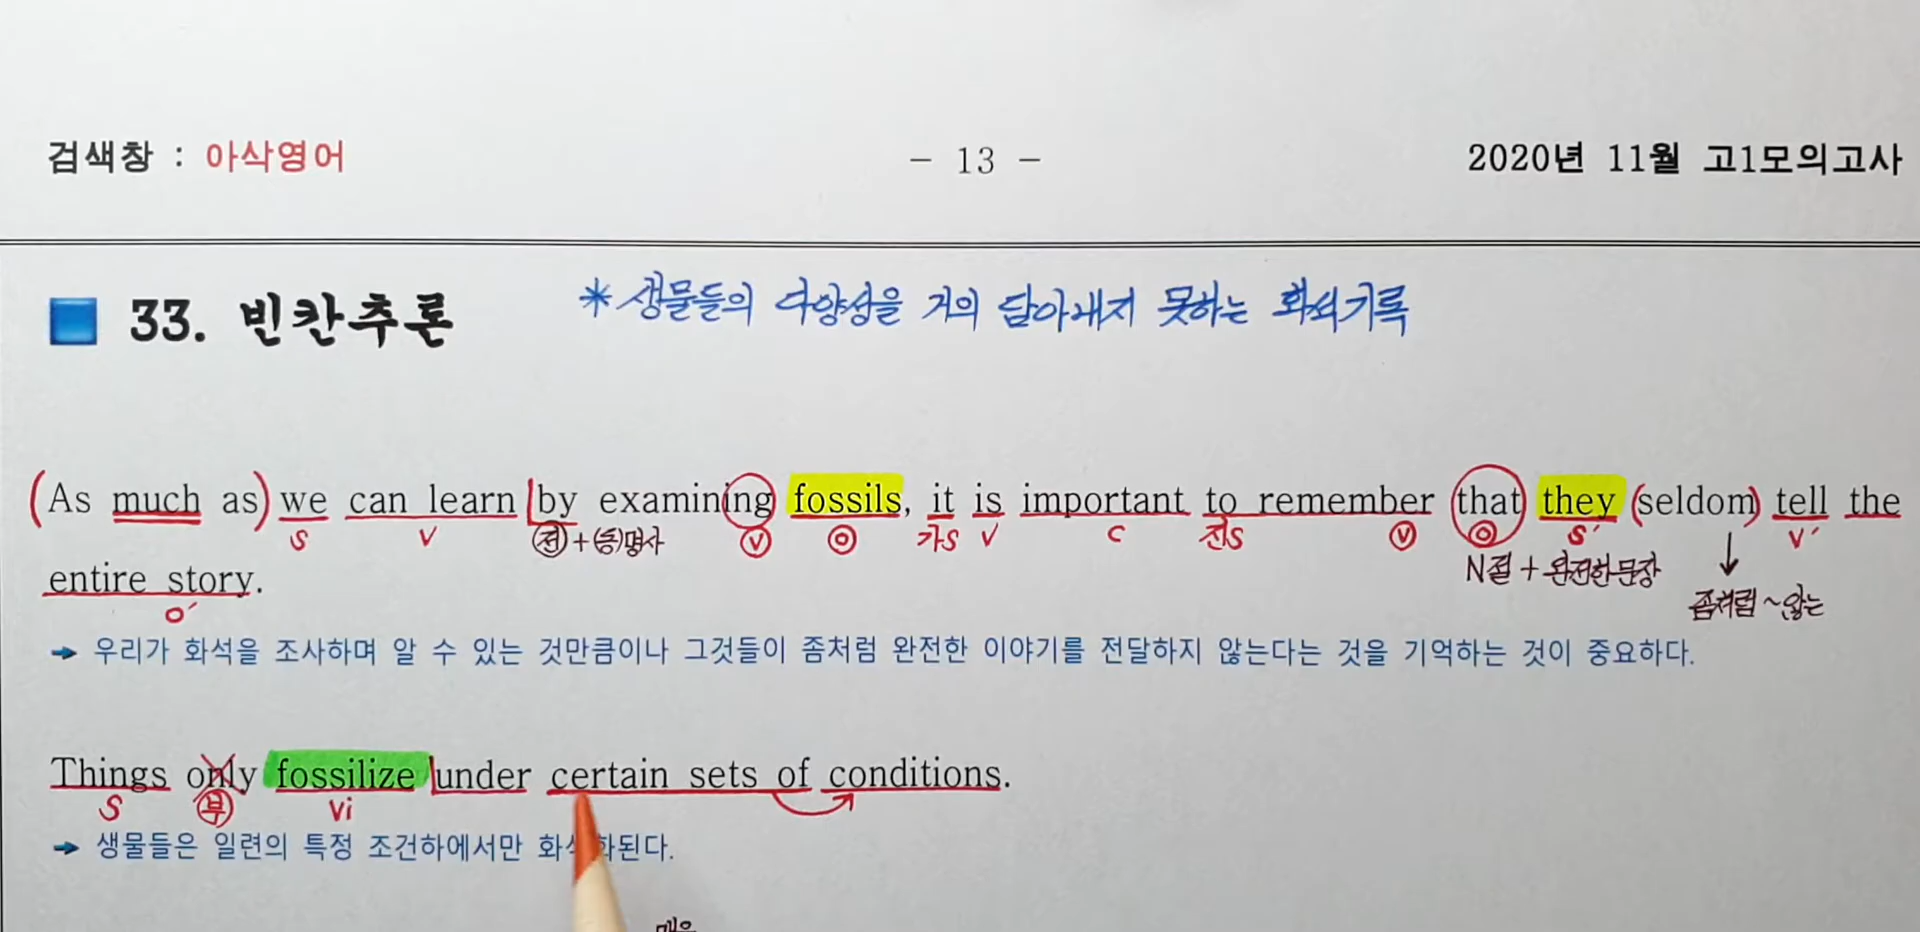 검색창 : 아삭영어
- 13 -
2020년 11월 고1모의고사
33. 빈칸추론
*생물들의 다양성을 거의 담아내지 못하는 화석기록
(As much as) we can learn by examining fossils, it is important to remember that they (seldom) tell the
S V 전+(동)명사 V O 가S V C 진S V O S' V'
N절+완전한문장
좀처럼~않는
entire story.
O'
➞ 우리가 화석을 조사하며 알 수 있는 것만큼이나 그것들이 좀처럼 완전한 이야기를 전달하지 않는다는 것을 기억하는 것이 중요하다.
Things only fossilize under certain sets of conditions.
S 부 Vi
➞ 생물들은 일련의 특정 조건하에서만 화석화된다.